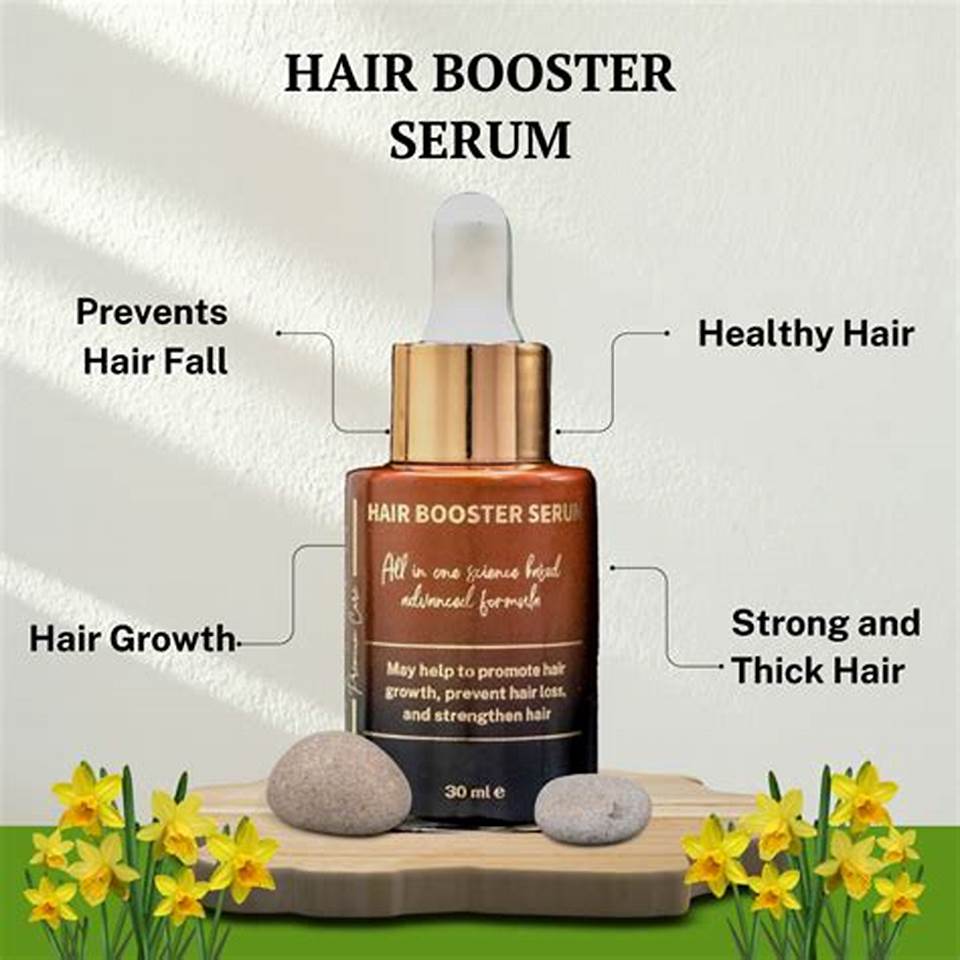 HAIR BOOSTER
SERUM
Prevents
Hair Fall
Healthy Hair
HAIR BOOSTER SERUM
All in one science based
advanced formula
Hair Growth
Strong and
Thick Hair
May help to promote hair
growth, prevent hair loss,
and strengthen hair
30 ml e
Care